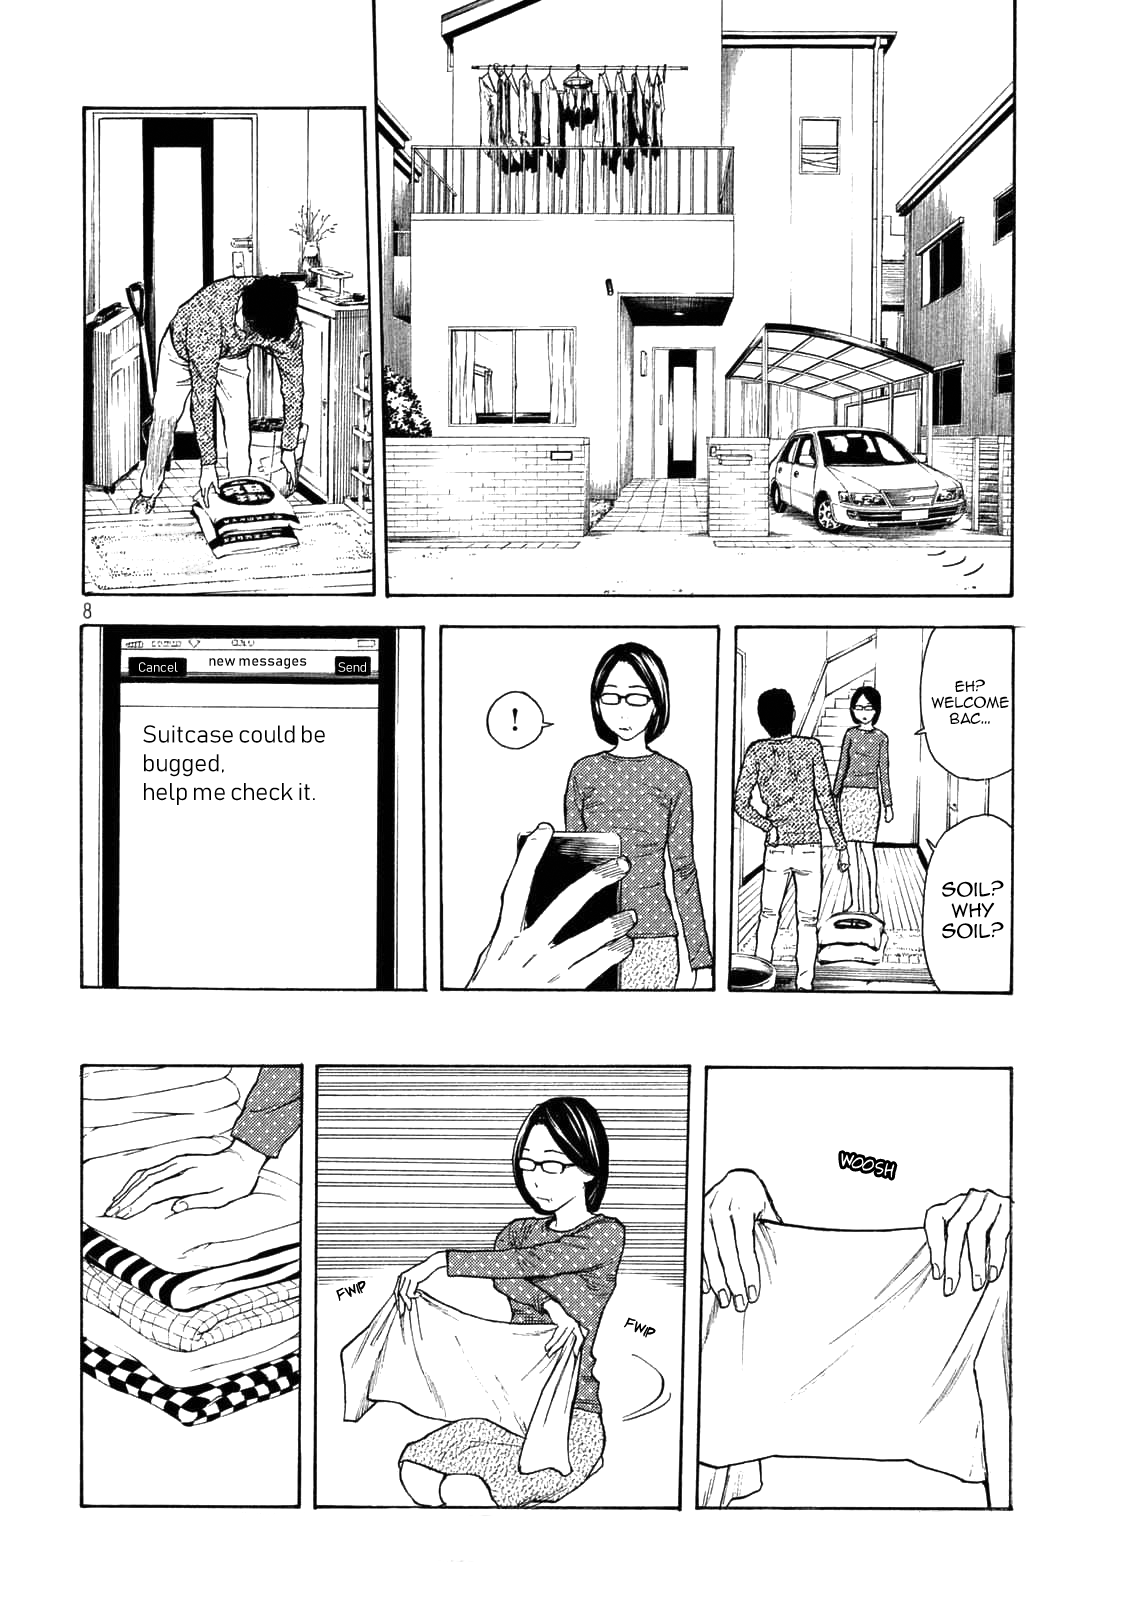 EH?
WELCOME
BAC...
SOIL?
WHY
SOIL?
!
Cancel
new messages
Send
Suitcase could be
bugged,
help me check it.
8
WOOSH
FWIP
FWIP